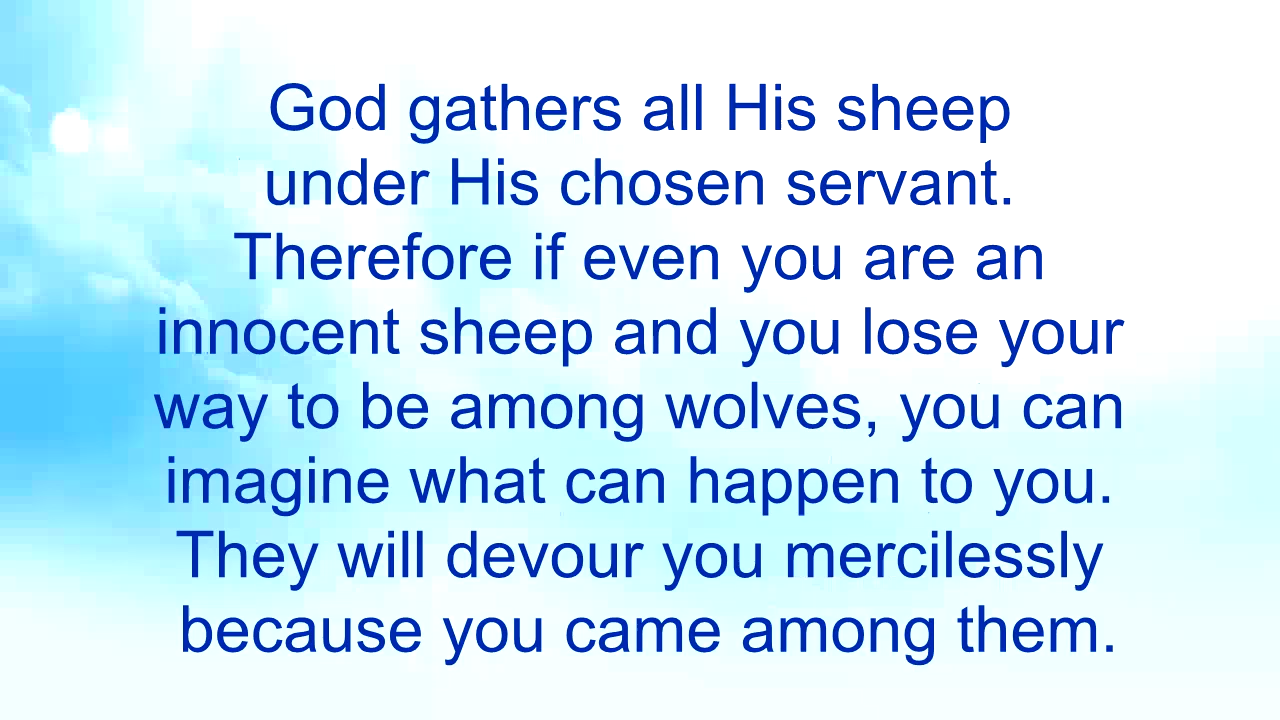 God gathers all His sheep
under His chosen servant.
Therefore if even you are an
innocent sheep and you lose your
way to be among wolves, you can
imagine what can happen to you.
They will devour you mercilessly
because you came among them.